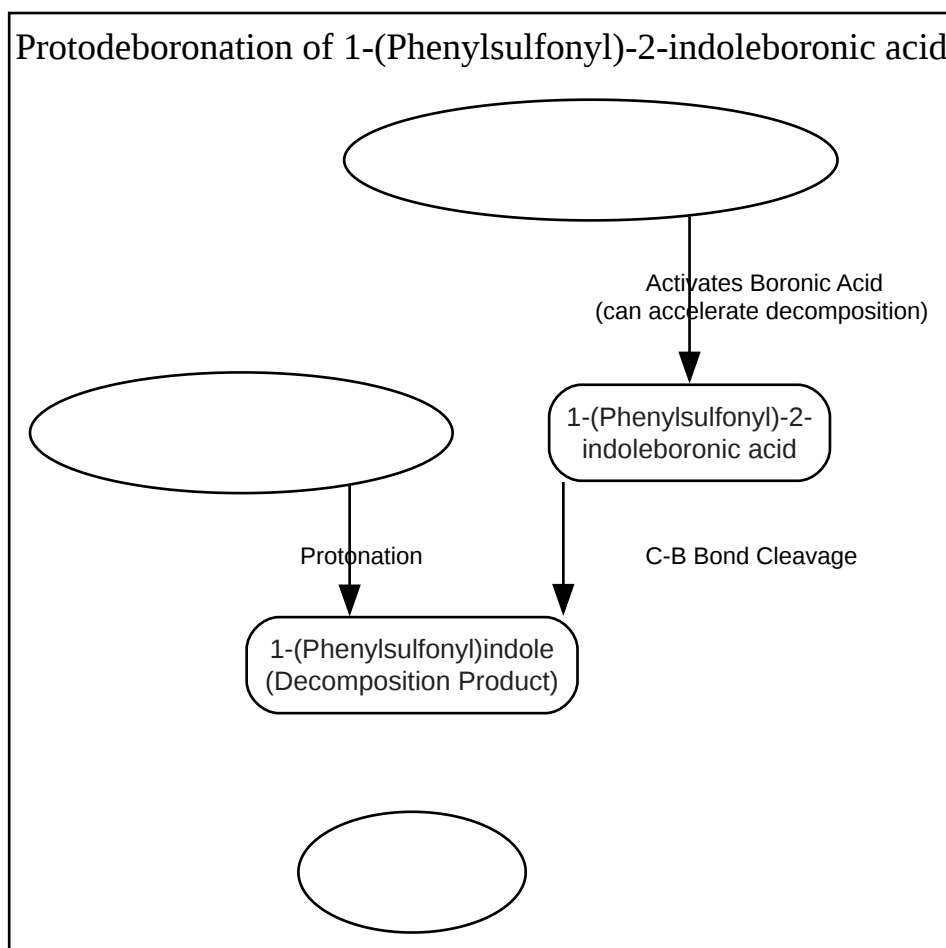 Protodeboronation of 1-(Phenylsulfonyl)-2-indoleboronic acid
Activates Boronic Acid
(can accelerate decomposition)
1-(Phenylsulfonyl)-2-
indoleboronic acid
Protonation
C-B Bond Cleavage
1-(Phenylsulfonyl)indole
(Decomposition Product)